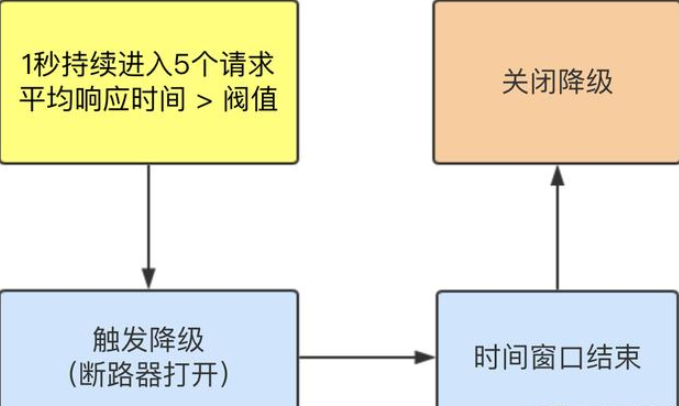 1秒持续进入5个请求
平均响应时间 > 阀值
关闭降级
触发降级
（断路器打开）
时间窗口结束